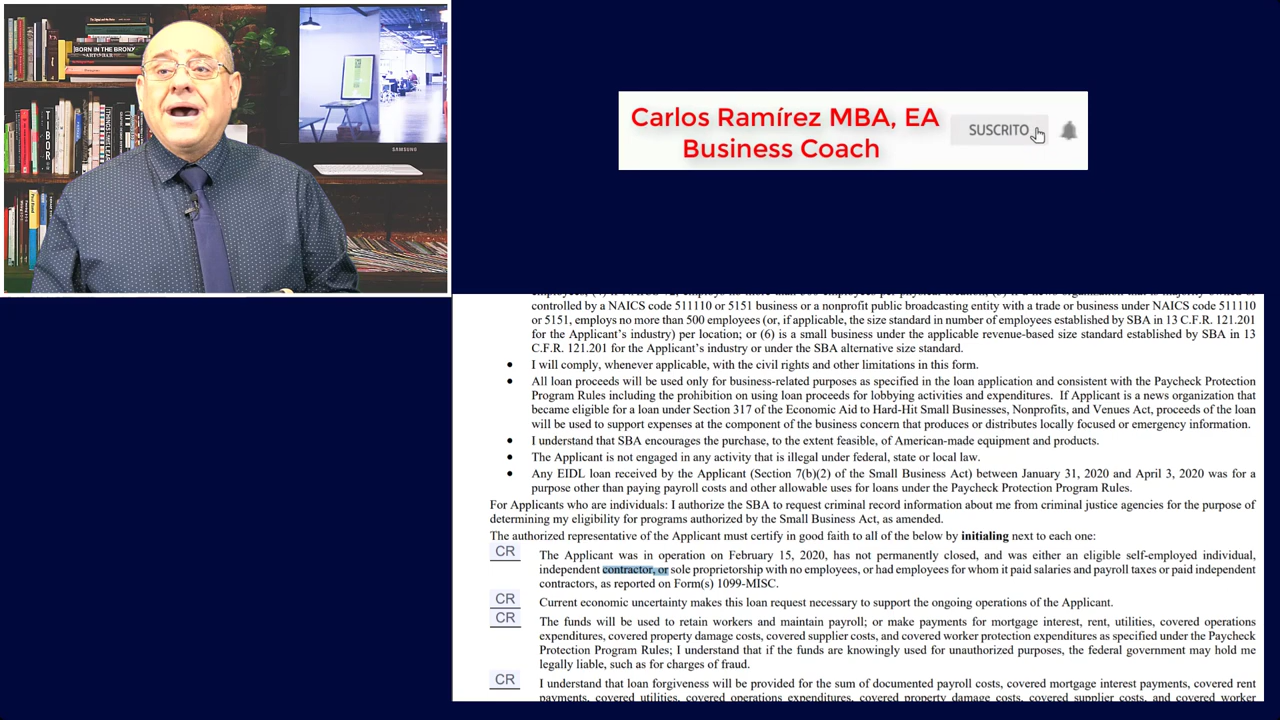 BORN IN THE BRONX
SAMSUNG
Carlos Ramírez MBA, EA
Business Coach
SUSCRITO
controlled by a NAICS code 511110 or 5151 business or a nonprofit public broadcasting entity with a trade or business under NAICS code 511110
or 5151, employs no more than 500 employees (or, if applicable, the size standard in number of employees established by SBA in 13 C.F.R. 121.201
for the Applicant's industry) per location; or (6) is a small business under the applicable revenue-based size standard established by SBA in 13
C.F.R. 121.201 for the Applicant's industry or under the SBA alternative size standard.
• I will comply, whenever applicable, with the civil rights and other limitations in this form.
• All loan proceeds will be used only for business-related purposes as specified in the loan application and consistent with the Paycheck Protection
Program Rules including the prohibition on using loan proceeds for lobbying activities and expenditures. If Applicant is a news organization that
became eligible for a loan under Section 317 of the Economic Aid to Hard-Hit Small Businesses, Nonprofits, and Venues Act, proceeds of the loan
will be used to support expenses at the component of the business concern that produces or distributes locally focused or emergency information.
• I understand that SBA encourages the purchase, to the extent feasible, of American-made equipment and products.
• The Applicant is not engaged in any activity that is illegal under federal, state or local law.
• Any EIDL loan received by the Applicant (Section 7(b)(2) of the Small Business Act) between January 31, 2020 and April 3, 2020 was for a
purpose other than paying payroll costs and other allowable uses for loans under the Paycheck Protection Program Rules.
For Applicants who are individuals: I authorize the SBA to request criminal record information about me from criminal justice agencies for the purpose of
determining my eligibility for programs authorized by the Small Business Act, as amended.
The authorized representative of the Applicant must certify in good faith to all of the below by initialing next to each one:
CR The Applicant was in operation on February 15, 2020, has not permanently closed, and was either an eligible self-employed individual,
independent contractor, or sole proprietorship with no employees, or had employees for whom it paid salaries and payroll taxes or paid independent
contractors, as reported on Form(s) 1099-MISC.
CR Current economic uncertainty makes this loan request necessary to support the ongoing operations of the Applicant.
CR The funds will be used to retain workers and maintain payroll; or make payments for mortgage interest, rent, utilities, covered operations
expenditures, covered property damage costs, covered supplier costs, and covered worker protection expenditures as specified under the Paycheck
Protection Program Rules; I understand that if the funds are knowingly used for unauthorized purposes, the federal government may hold me
legally liable, such as for charges of fraud.
CR I understand that loan forgiveness will be provided for the sum of documented payroll costs, covered mortgage interest payments, covered rent
payments, covered utilities, covered operations expenditures, covered property damage costs, covered supplier costs, and covered worker